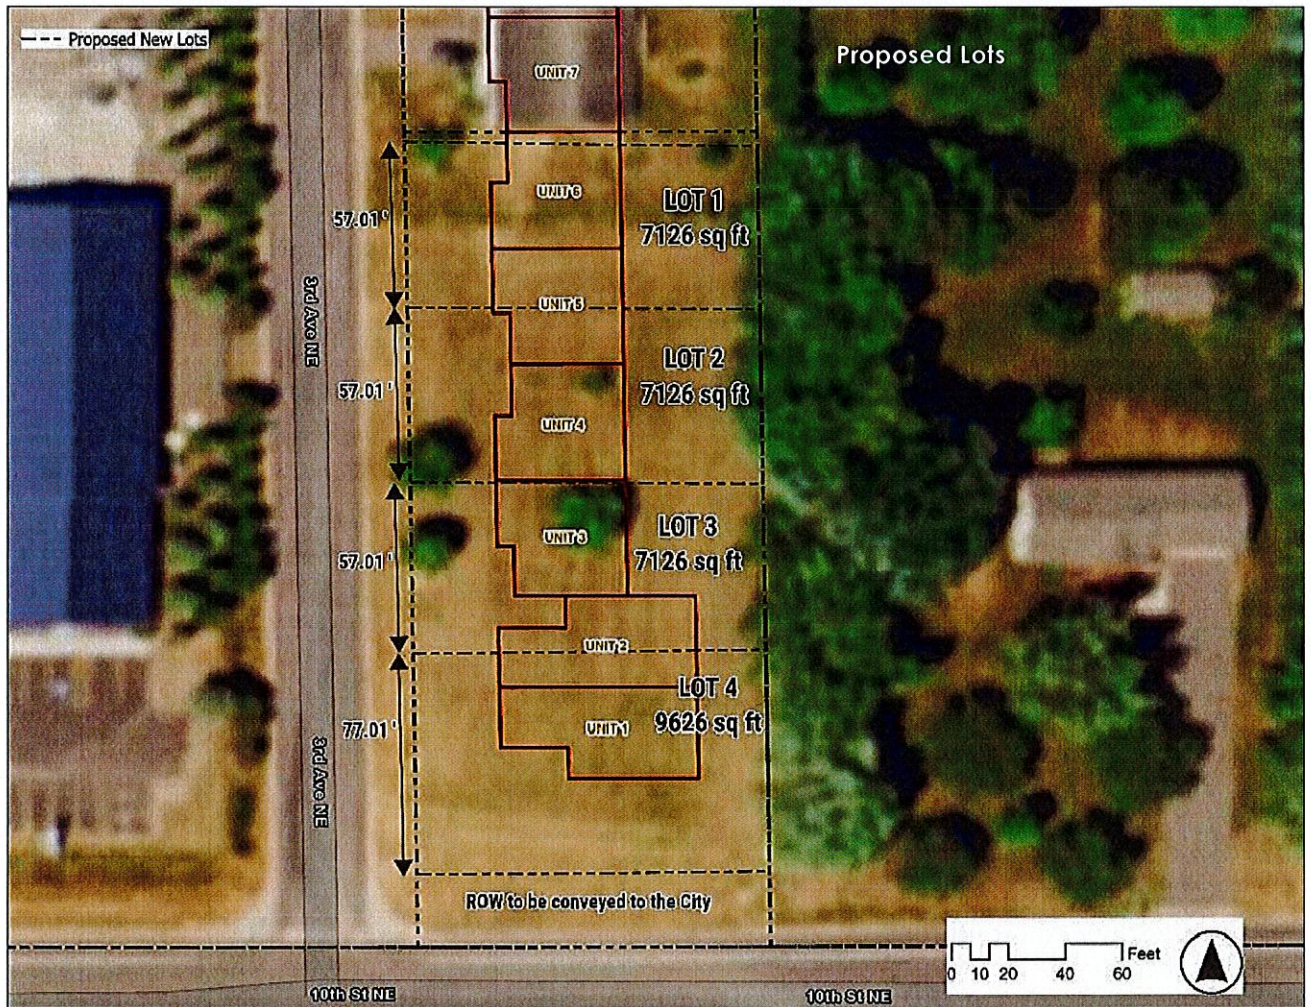 Proposed New Lots
Proposed Lots
UNIT 7
UNIT 6
LOT 1
7126 sq ft
57.01 '
3rd Ave NE
UNIT 5
LOT 2
7126 sq ft
57.01 '
UNIT 4
LOT 3
7126 sq ft
57.01 '
UNIT 3
UNIT 2
LOT 4
9626 sq ft
77.01 '
UNIT 1
3rd Ave NE
ROW to be conveyed to the City
Feet
0 10 20 40 60
10th St NE
10th St NE